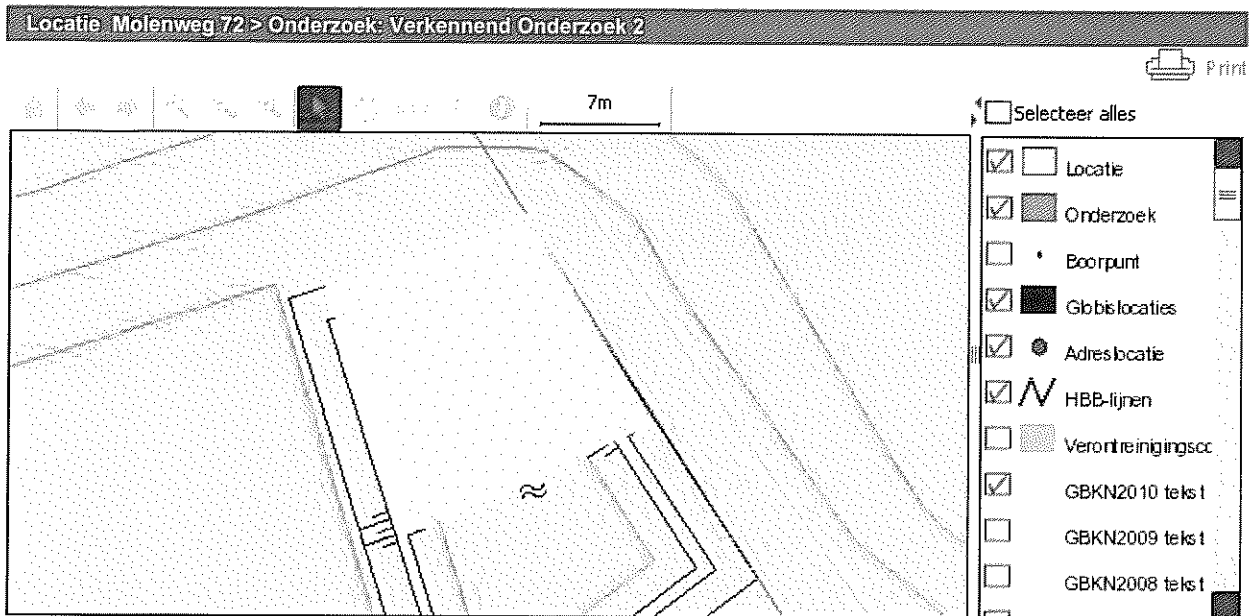 Locatie Molenweg 72 > Onderzoek: Verkennend Onderzoek 2
Print
7m
Selecteer alles
Locatie
Onderzoek
Boorpunt
Globislocaties
Adreslocatie
HBB-lijnen
Verontreinigingscc
GBKN2010 tekst
GBKN2009 tekst
GBKN2008 tekst